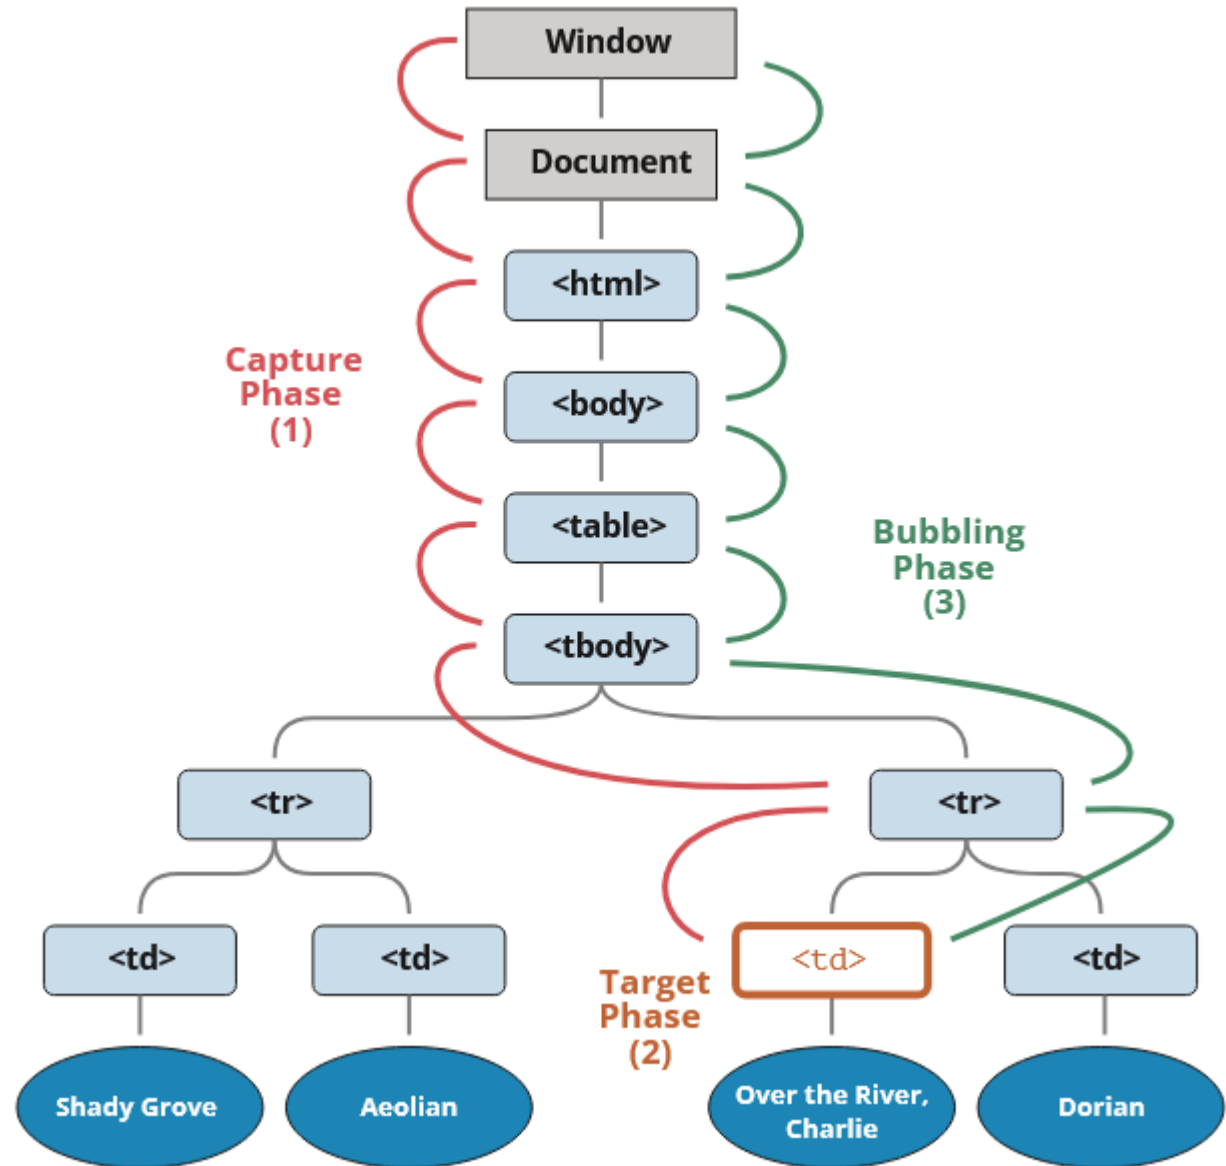 Window
Document
<html>
Capture
Phase
(1)
<body>
<table>
Bubbling
Phase
(3)
<tbody>
<tr>
<tr>
<td>
<td>
<td>
<td>
Target
Phase
(2)
Shady Grove
Aeolian
Over the River,
Charlie
Dorian